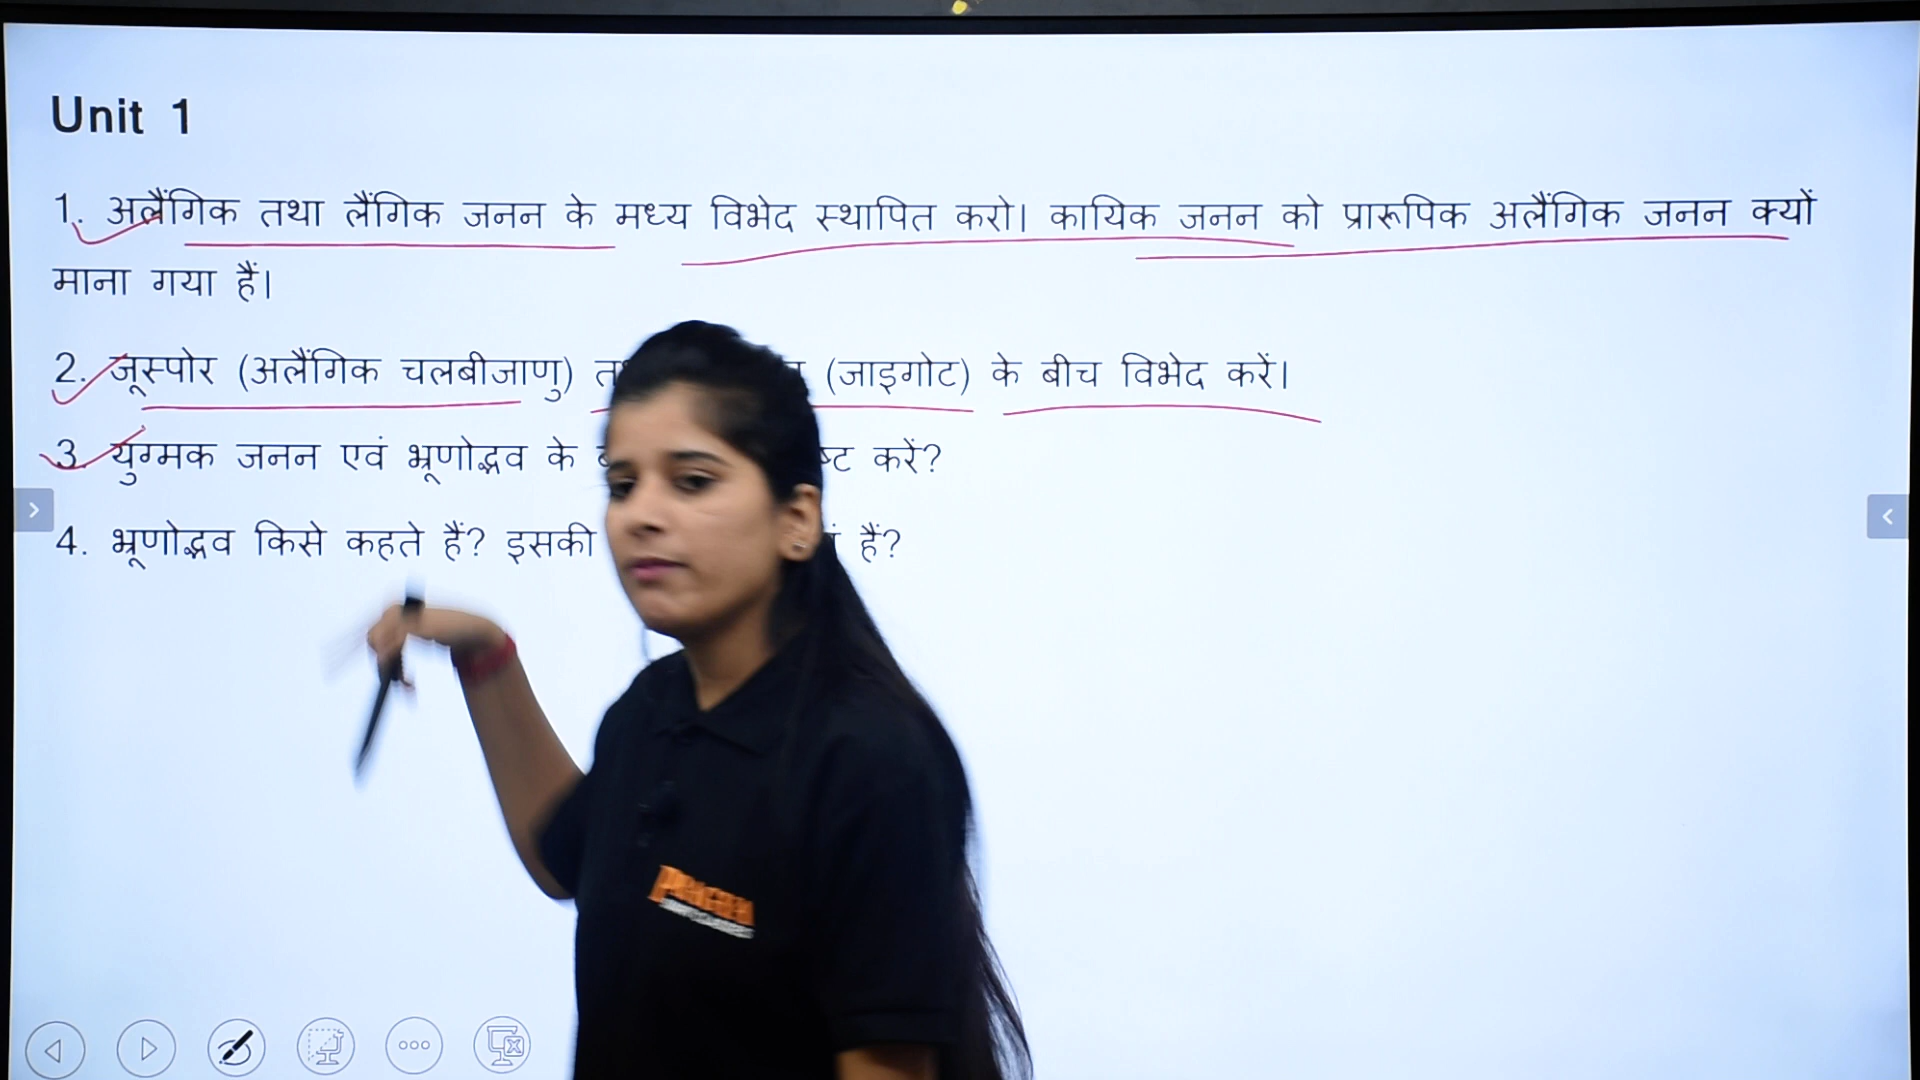 Unit 1
1. अलैंगिक तथा लैंगिक जनन के मध्य विभेद स्थापित करो। कायिक जनन को प्रारूपिक अलैंगिक जनन क्यों
माना गया हैं।
2. जूस्पोर (अलैंगिक चलबीजाणु) (जाइगोट) के बीच विभेद करें।
3. युग्मक जनन एवं भ्रूणोद्भव के करें?
4. भ्रूणोद्भव किसे कहते हैं? इसकी हैं?